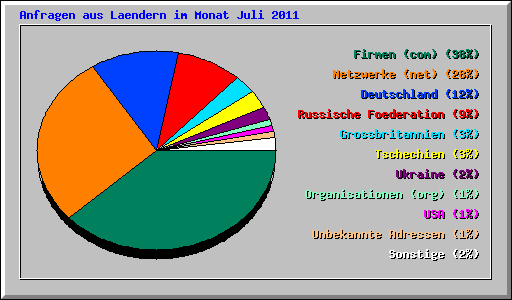 Anfragen aus Laendern im Monat Juli 2011
Firmen (com) (38%)
Netzwerke (net) (28%)
Deutschland (12%)
Russische Foederation (9%)
Grossbritannien (3%)
Tschechien (3%)
Ukraine (2%)
Organisationen (org) (1%)
USA (1%)
Unbekannte Adressen (1%)
Sonstige (2%)